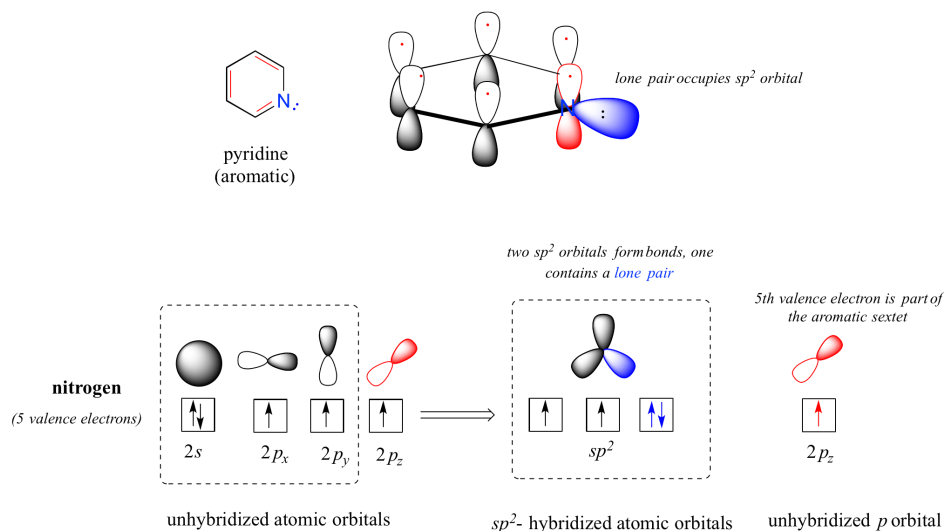 N:
pyridine
(aromatic)
N
:
lone pair occupies sp²  orbital
two sp² orbitals form bonds, one
contains a lone pair
5th valence electron is part of
the aromatic sextet
nitrogen
(5 valence electrons)
2s
2px
2py
2pz
sp²
2pz
unhybridized atomic orbitals
sp²- hybridized atomic orbitals
unhybridized p orbital